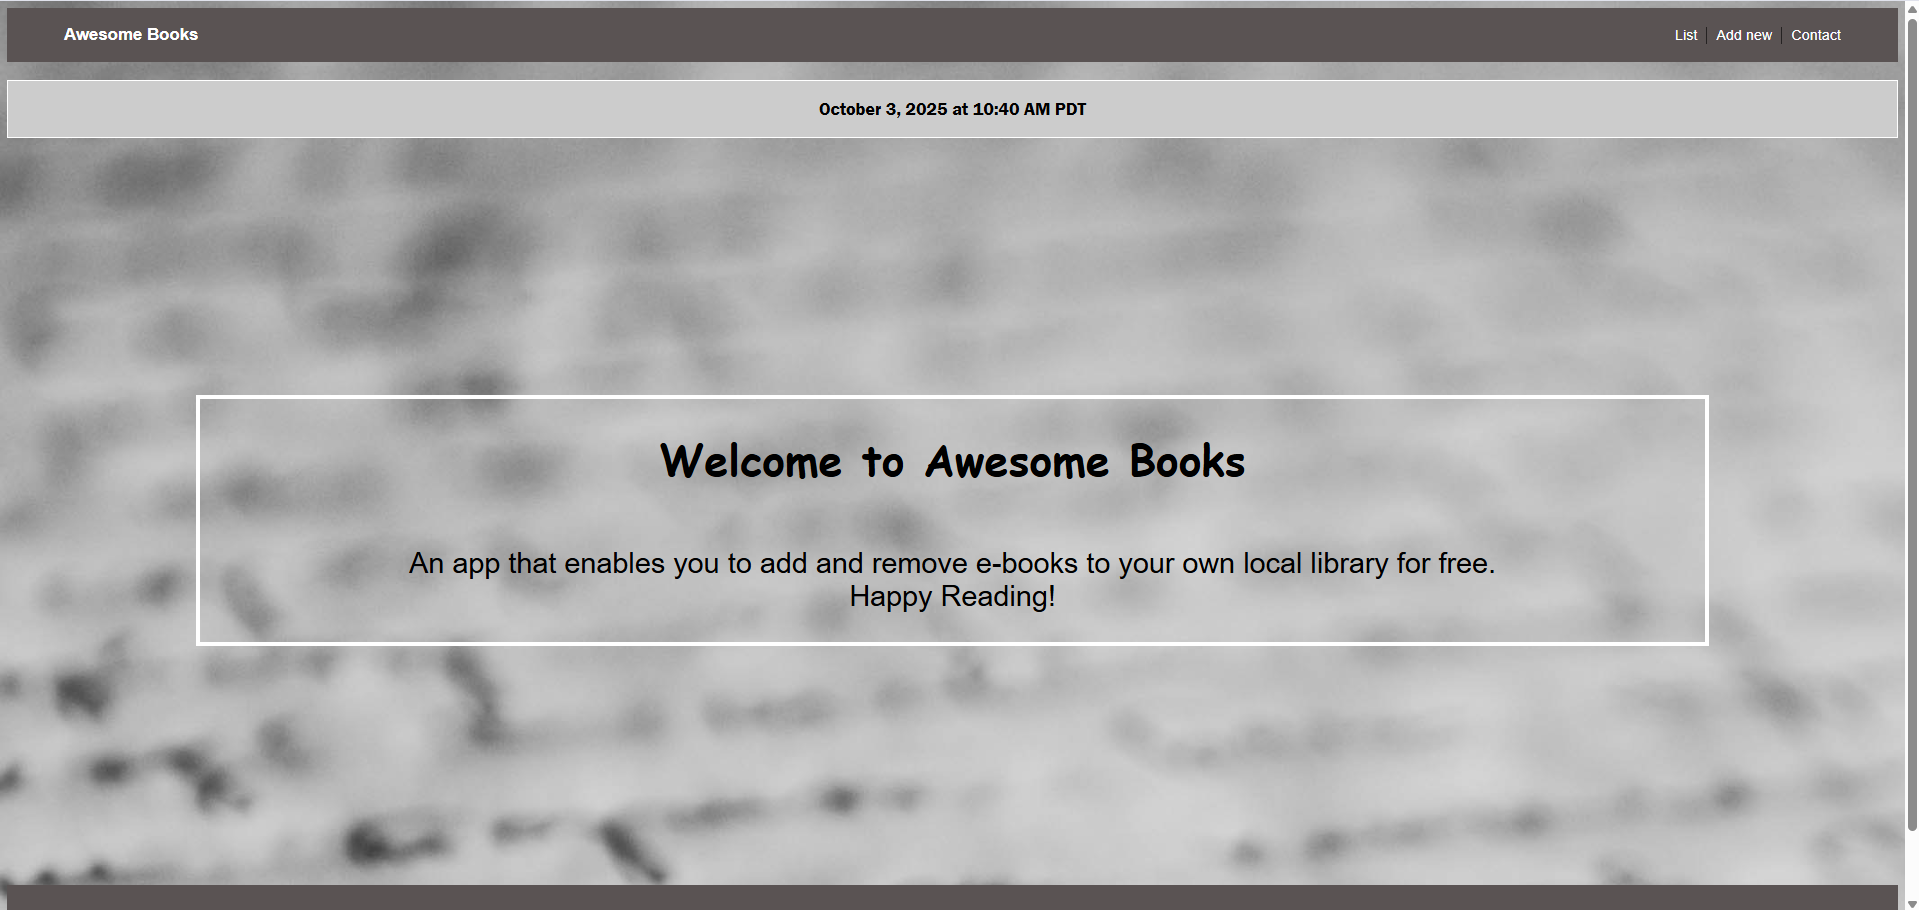 Awesome Books
List
Add new
Contact
October 3, 2025 at 10:40 AM PDT
Welcome to Awesome Books
An app that enables you to add and remove e-books to your own local library for free.
Happy Reading!